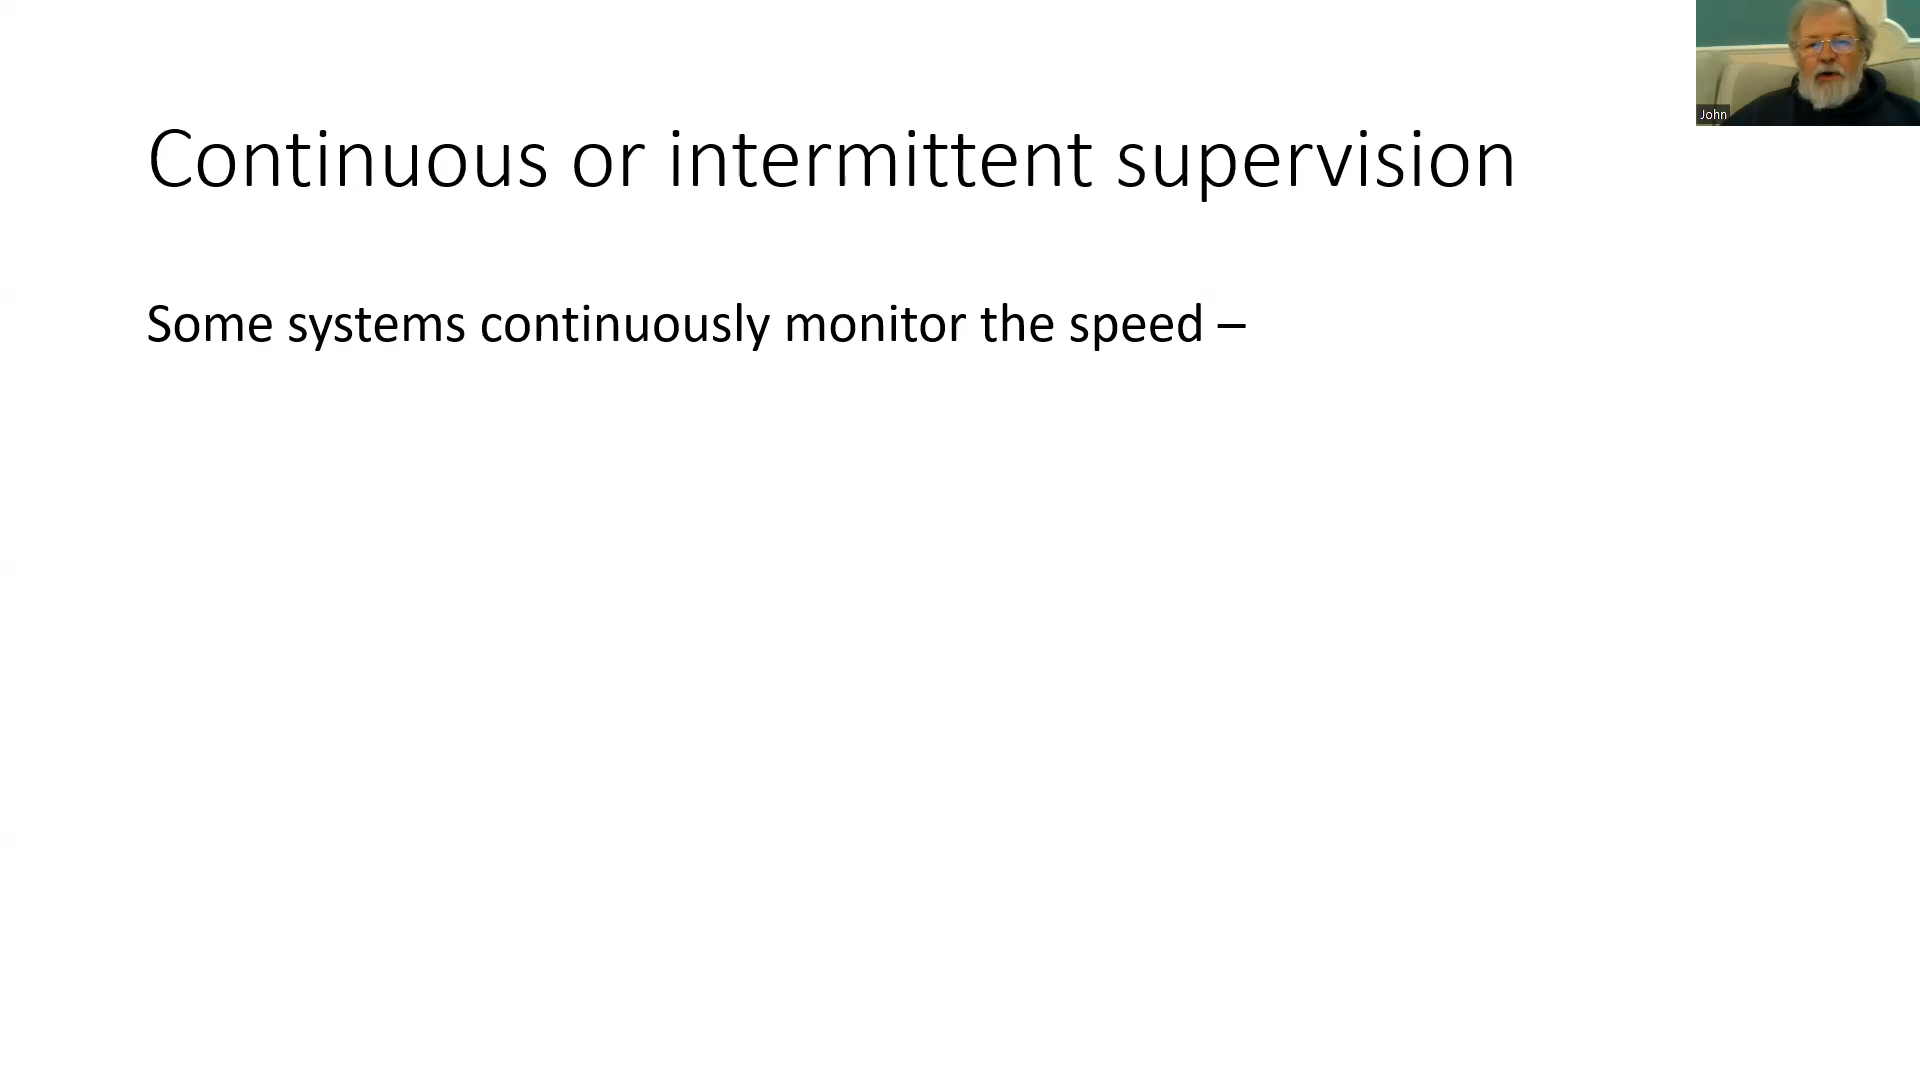 Continuous or intermittent supervision
Some systems continuously monitor the speed –
John